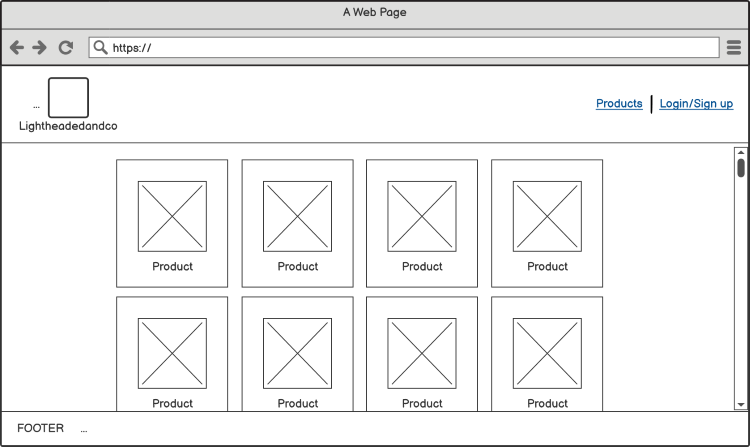 A Web Page
https://
...
Lightheadedandco
Products | Login/Sign up
Product Product Product Product
Product Product Product Product
FOOTER ...